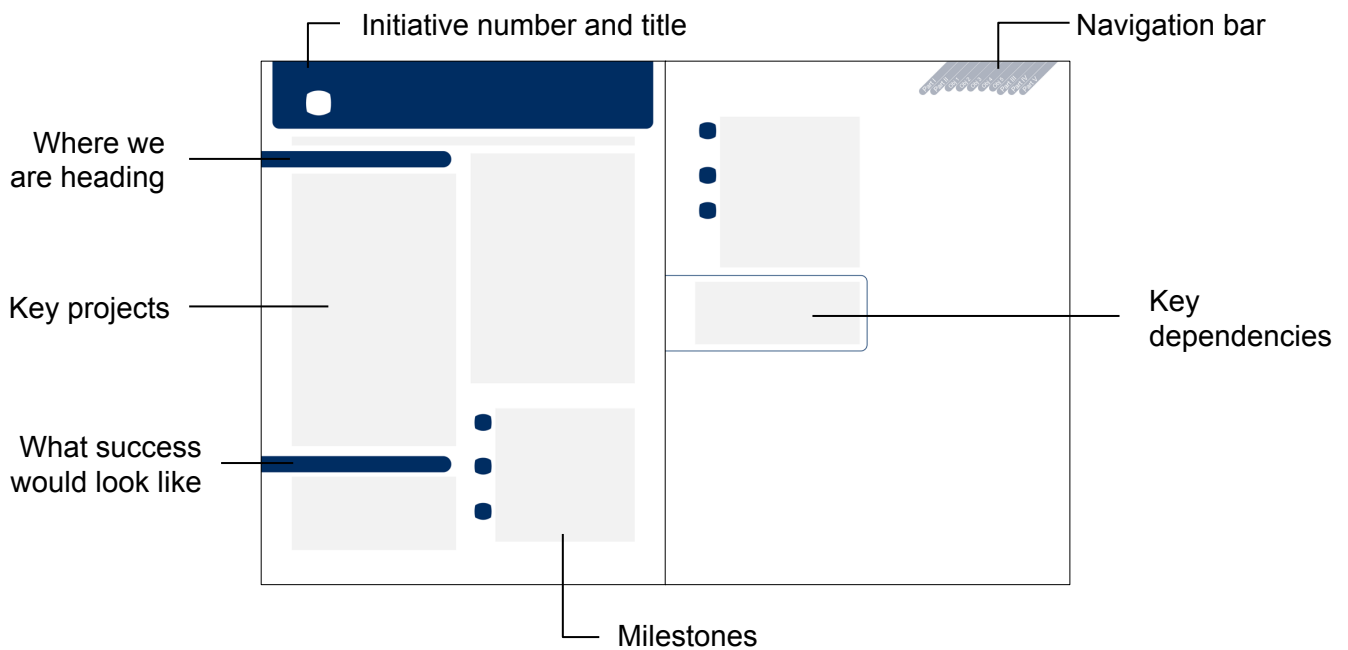 Initiative number and title
Navigation bar
Where we
are heading
Key projects
Key
dependencies
What success
would look like
Milestones